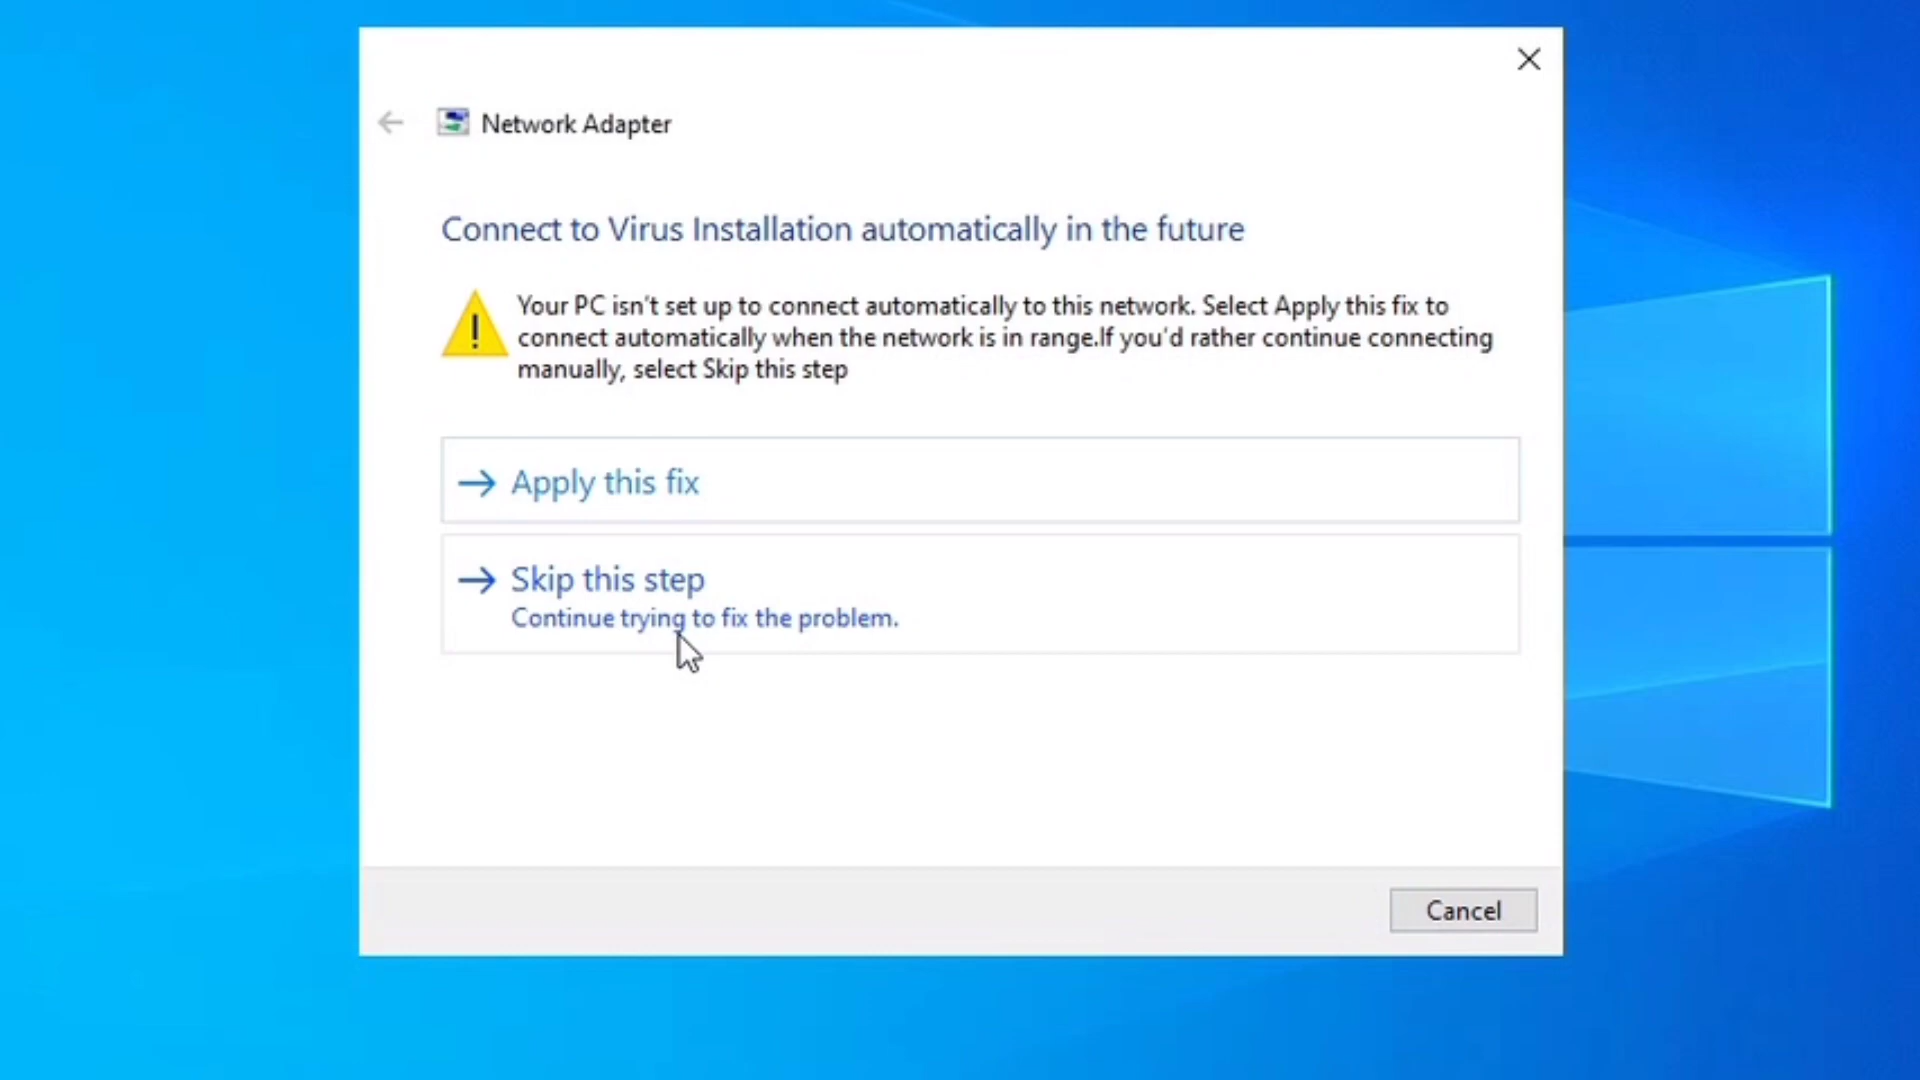 Network Adapter
Connect to Virus Installation automatically in the future
Your PC isn't set up to connect automatically to this network. Select Apply this fix to
connect automatically when the network is in range.If you'd rather continue connecting
manually, select Skip this step
Apply this fix
Skip this step
Continue trying to fix the problem.
Cancel